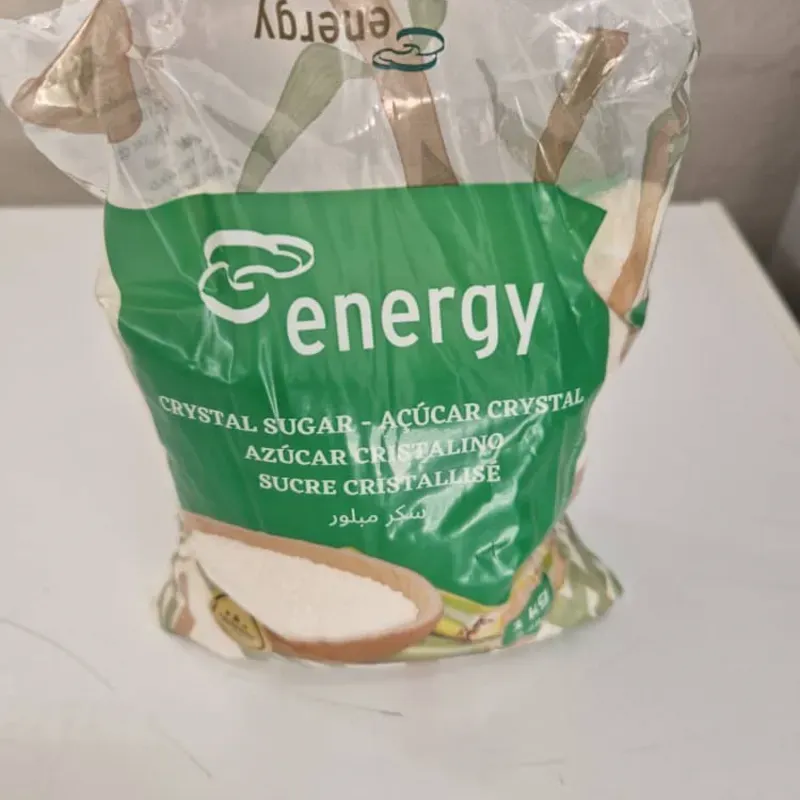 energy
energy
CRYSTAL SUGAR - AÇÚCAR CRYSTAL
AZÚCAR CRISTALINO
SUCRE CRISTALLISÉ
سكر مبلور